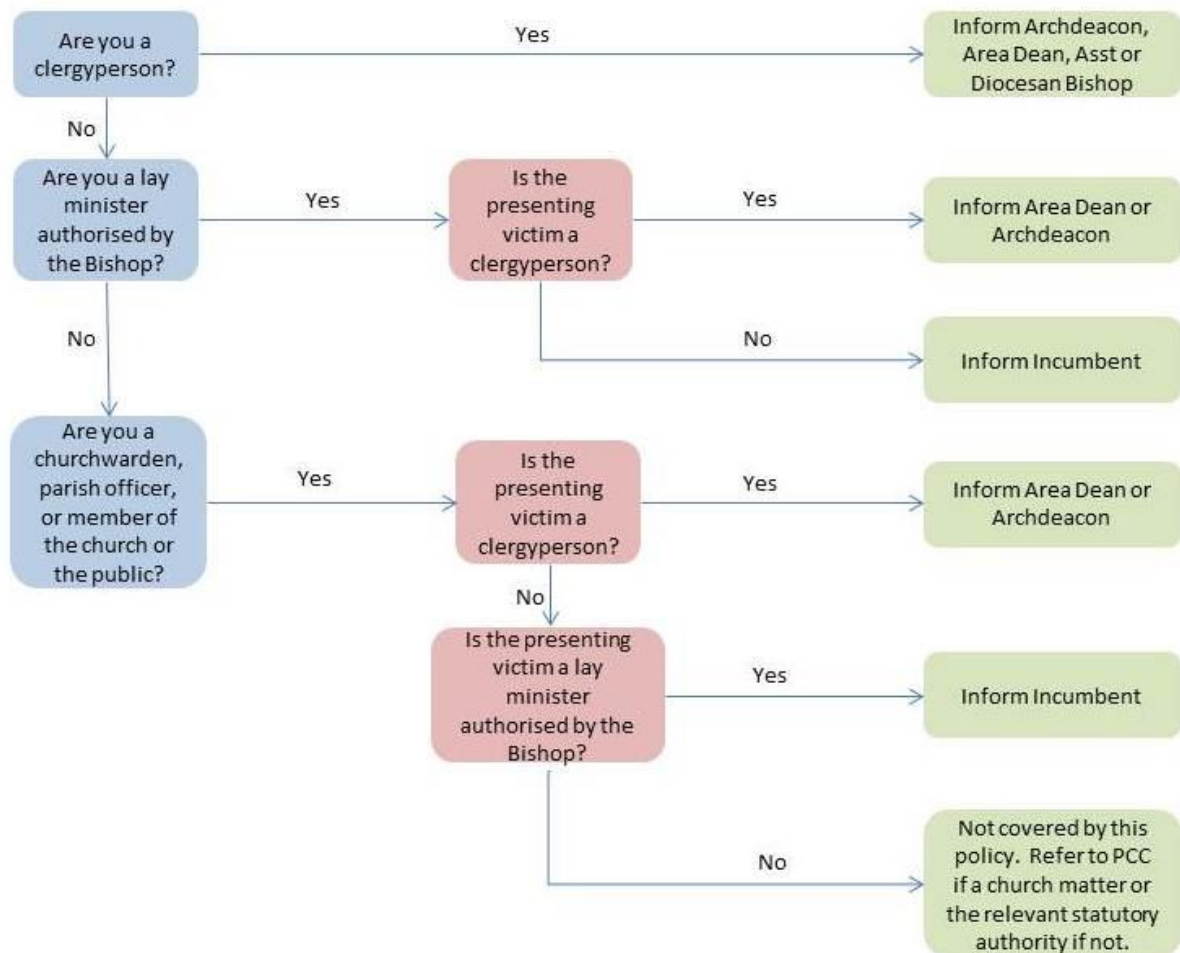 Are you a
clergyperson?
Yes
Inform Archdeacon,
Area Dean, Asst or
Diocesan Bishop
No
Are you a lay
minister
authorised by
the Bishop?
Yes
Is the
presenting
victim a
clergyperson?
Yes
Inform Area Dean or
Archdeacon
No
No
Inform Incumbent
Are you a
churchwarden,
parish officer,
or member of
the church or
the public?
Yes
Is the
presenting
victim a
clergyperson?
Yes
Inform Area Dean or
Archdeacon
No
Is the presenting
victim a lay
minister
authorised by the
Bishop?
Yes
Inform Incumbent
No
Not covered by this
policy.  Refer to PCC
if a church matter or
the relevant statutory
authority if not.